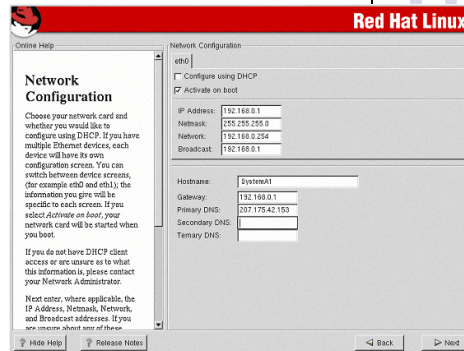 Red Hat Linux
Online Help
Network
Configuration
Choose your network card and
whether you would like to
configure using DHCP. If you have
multiple Ethernet devices, each
device will have its own
configuration screen. You can
switch between device screens,
(for example eth0 and eth1); the
information you give will be
specific to each screen. If you
select Activate on boot, your
network card will be started when
you boot.
If you do not have DHCP client
access or are unsure as to what
this information is, please contact
your Network Administrator.
Next enter, where applicable, the
IP Address, Netmask, Network,
and Broadcast addresses. If you
are unsure about any of these
Network Configuration
eth0
Configure using DHCP
Activate on boot
IP Address: 192.168.0.1
Netmask: 255.255.255.0
Network: 192.168.0.254
Broadcast: 192.168.0.1
Hostname: SystemA1
Gateway: 192.168.0.1
Primary DNS: 207.175.42.153
Secondary DNS:
Ternary DNS:
Hide Help
Release Notes
Back
Next